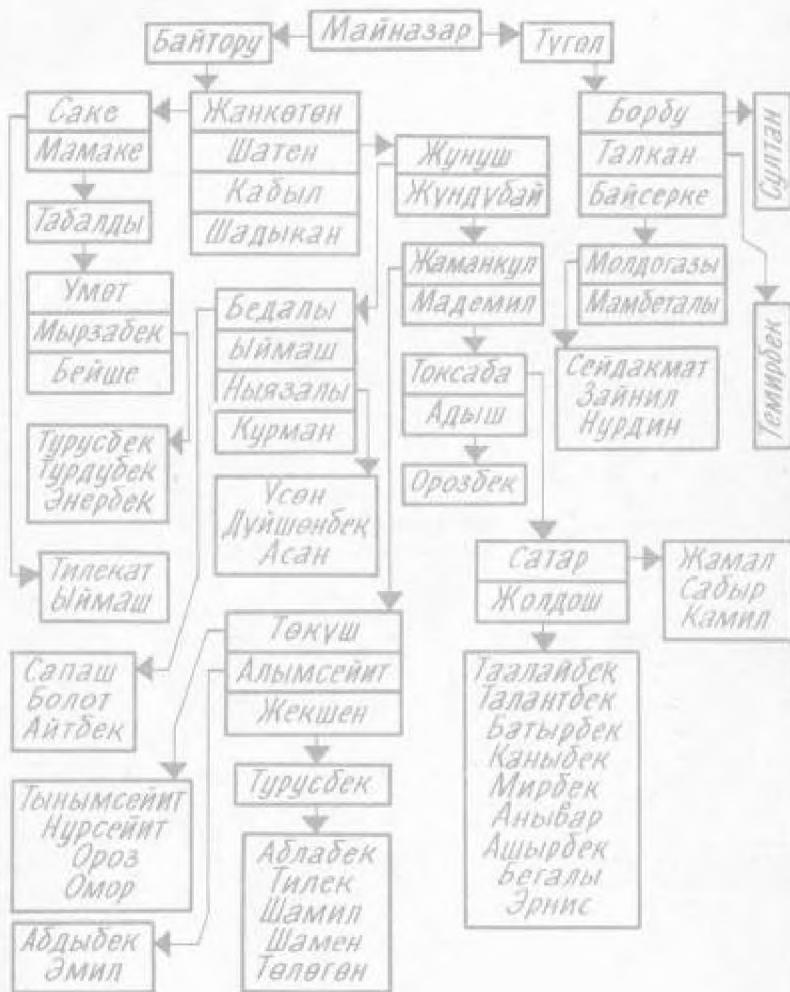 Майназар
Байтору
Түгөл
Саке
Мамаке
Жанкөтөн
Шатен
Кабыл
Шадыкан
Борбу
Талкан
Байсерке
Султан
Жунуш
Жүндүбай
Табалды
Жаманкул
Мадемил
Молдогазы
Мамбеталы
Үмөт
Мырзабек
Бейше
Бедалы
Ыймаш
Ныязалы
Курман
Токсаба
Адыш
Сейдакмат
Зайнил
Нурдин
Темирбек
Турусбек
Турдубек
Энербек
Орозбек
Үсөн
Дүйшөнбек
Асан
Тилекат
Ыймаш
Сатар
Жолдош
Жамал
Сабыр
Камил
Төкүш
Алымсейит
Жекшен
Сапаш
Болот
Айтбек
Таалайбек
Талантбек
Батырбек
Каныбек
Мирбек
Анывар
Ашырбек
Бегалы
Эрнис
Турусбек
Тынымсейит
Нурсейит
Ороз
Омор
Аблабек
Тилек
Шамил
Шамен
Төлөгөн
Абдыбек
Эмил